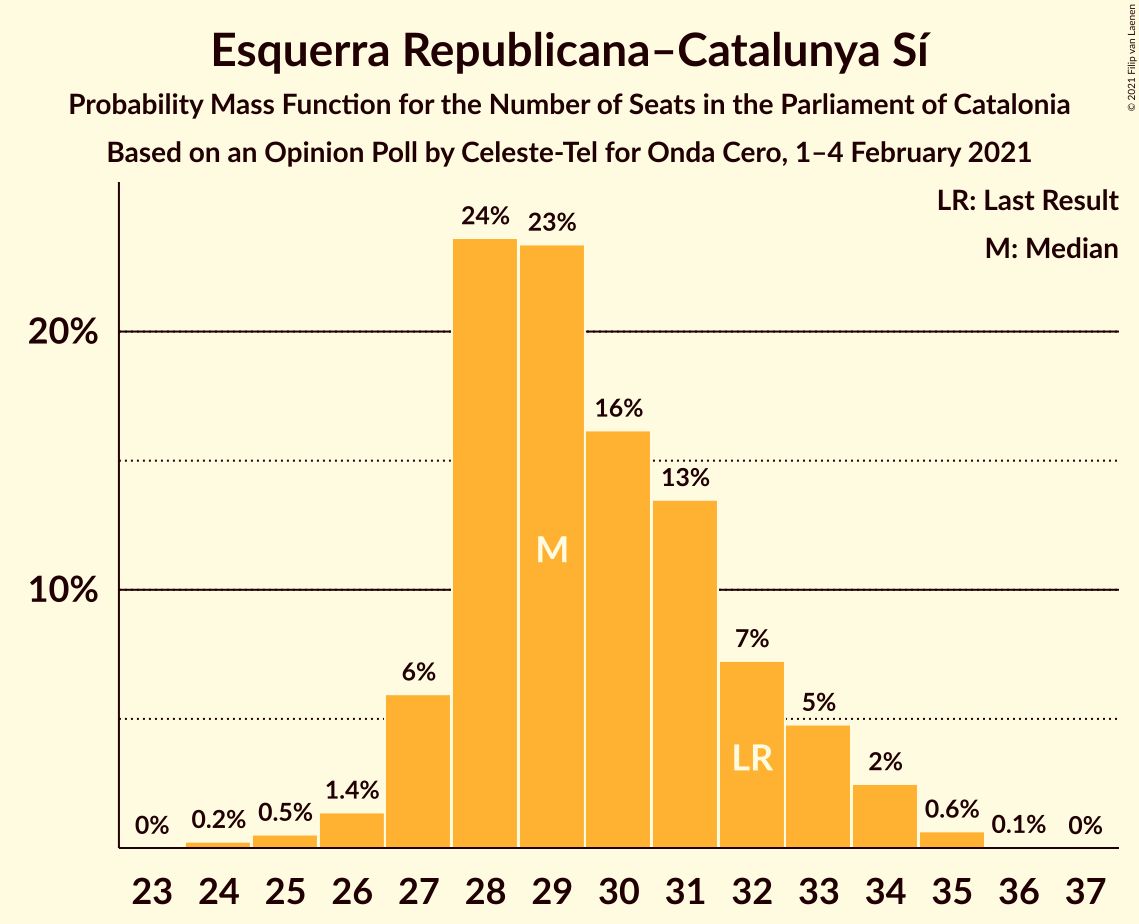 Esquerra Republicana–Catalunya Sí
Probability Mass Function for the Number of Seats in the Parliament of Catalonia
Based on an Opinion Poll by Celeste-Tel for Onda Cero, 1–4 February 2021
© 2021 Filip van Laenen
LR: Last Result
M: Median
20%
10%
0%
0.2%
0.5%
1.4%
6%
24%
23%
16%
13%
7%
5%
2%
0.6%
0.1%
0%
M
LR
23 24 25 26 27 28 29 30 31 32 33 34 35 36 37